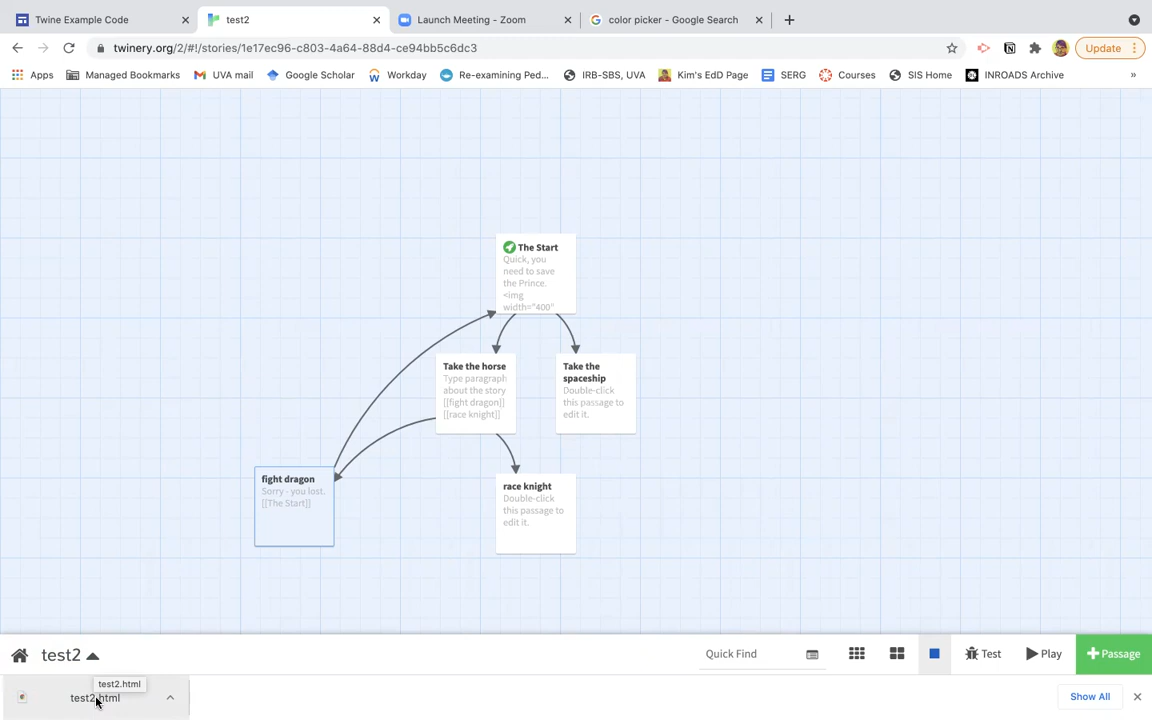 Twine Example Code
test2
Launch Meeting - Zoom
color picker - Google Search
twinery.org/2/#!/stories/1e17ec96-c803-4a64-88d4-ce94bb5c6dc3
Update
Apps
Managed Bookmarks
UVA mail
Google Scholar
Workday
Re-examining Ped...
IRB-SBS, UVA
Kim's EdD Page
SERG
Courses
SIS Home
INROADS Archive
»
The Start
Quick, you
need to save
the Prince.
<img
width="400"
Take the horse
Type paragraph
about the story
[[fight dragon]]
[[race knight]]
Take the
spaceship
Double-click
this passage to
edit it.
fight dragon
Sorry - you lost.
[[The Start]]
race knight
Double-click
this passage to
edit it.
test2
Quick Find
Test
Play
+Passage
test2.html
test2.html
Show All